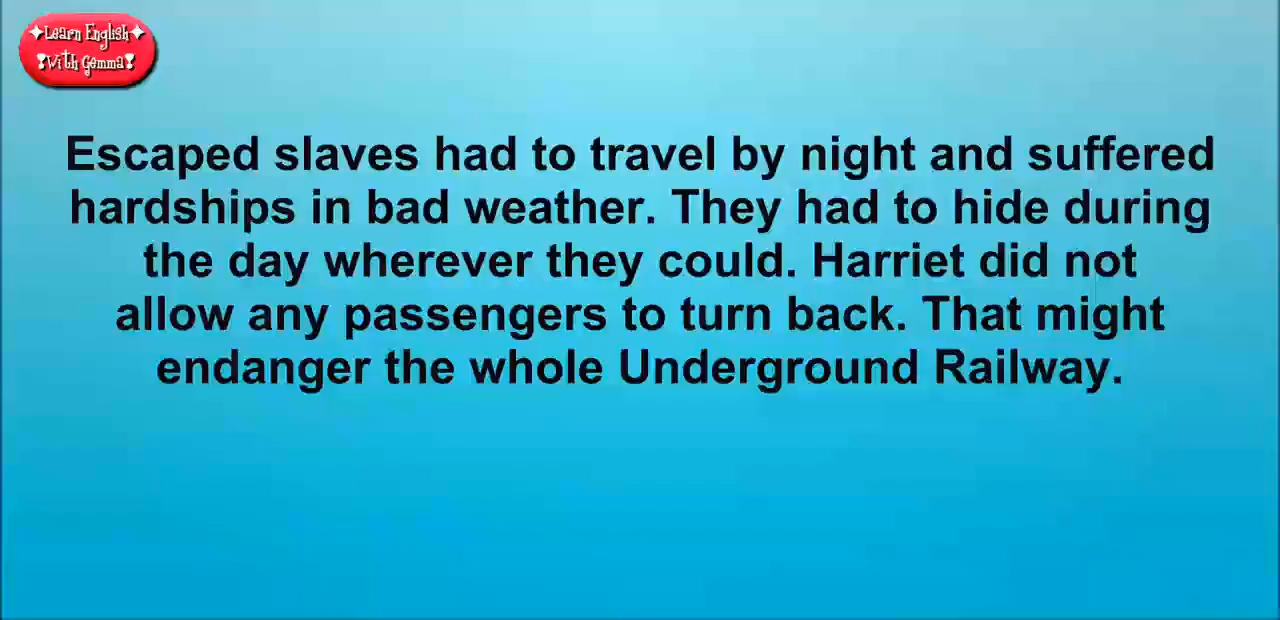 ✦Learn English✦
❢With Gemma❢
Escaped slaves had to travel by night and suffered
hardships in bad weather. They had to hide during
the day wherever they could. Harriet did not
allow any passengers to turn back. That might
endanger the whole Underground Railway.